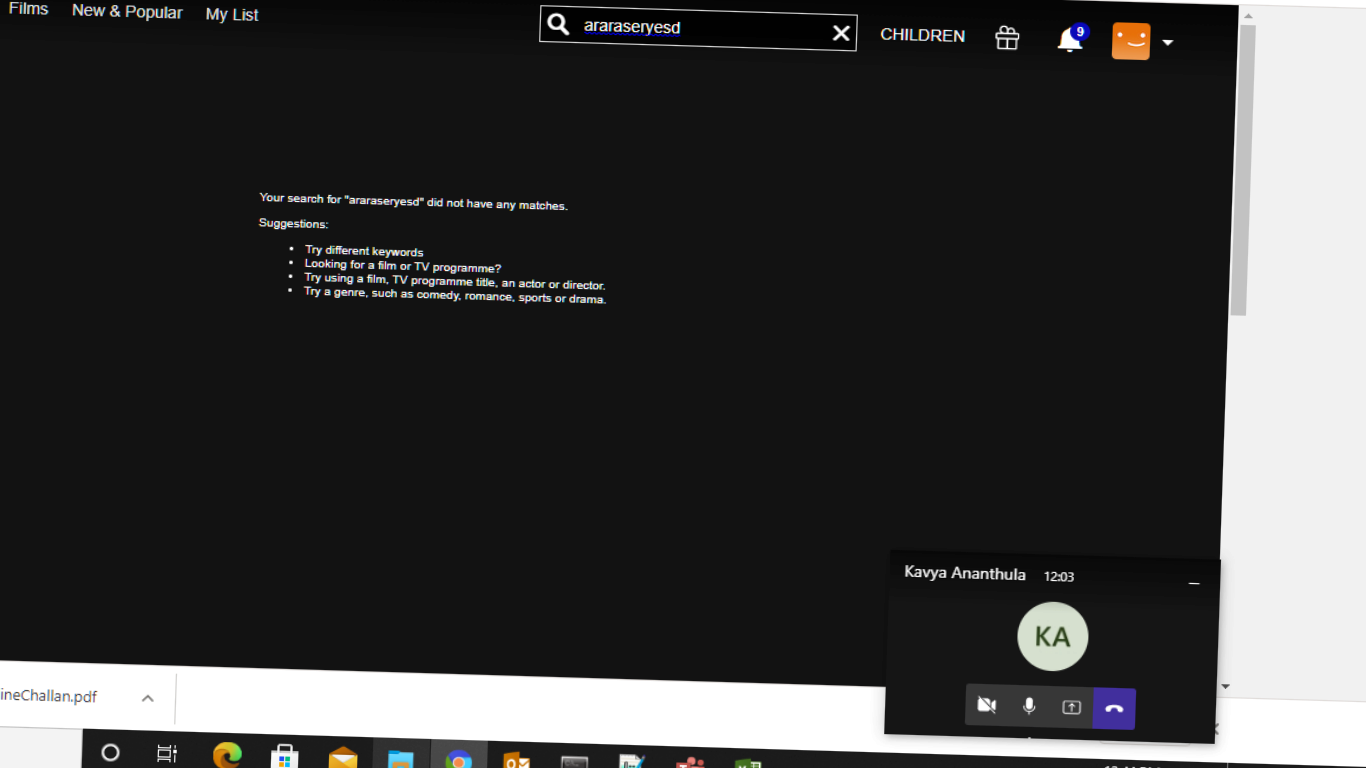 Films New & Popular My List
araraseryesd
CHILDREN
9
Your search for "araraseryesd" did not have any matches.
Suggestions:
Try different keywords
Looking for a film or TV programme?
Try using a film, TV programme title, an actor or director.
Try a genre, such as comedy, romance, sports or drama.
Kavya Ananthula 12:03
KA
ineChallan.pdf